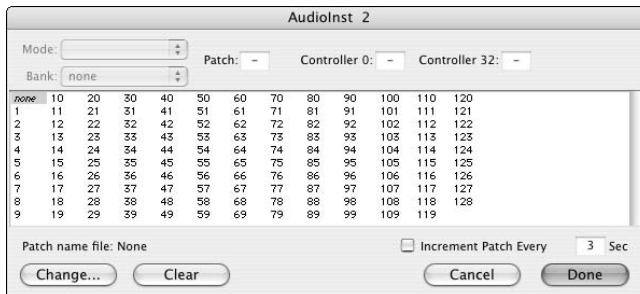 AudioInst 2
Mode:
Patch: - Controller 0: - Controller 32: -
Bank: none
none 10 20 30 40 50 60 70 80 90 100 110 120
1 11 21 31 41 51 61 71 81 91 101 111 121
2 12 22 32 42 52 62 72 82 92 102 112 122
3 13 23 33 43 53 63 73 83 93 103 113 123
4 14 24 34 44 54 64 74 84 94 104 114 124
5 15 25 35 45 55 65 75 85 95 105 115 125
6 16 26 36 46 56 66 76 86 96 106 116 126
7 17 27 37 47 57 67 77 87 97 107 117 127
8 18 28 38 48 58 68 78 88 98 108 118 128
9 19 29 39 49 59 69 79 89 99 109 119
Patch name file: None Increment Patch Every 3 Sec
Change... Clear Cancel Done